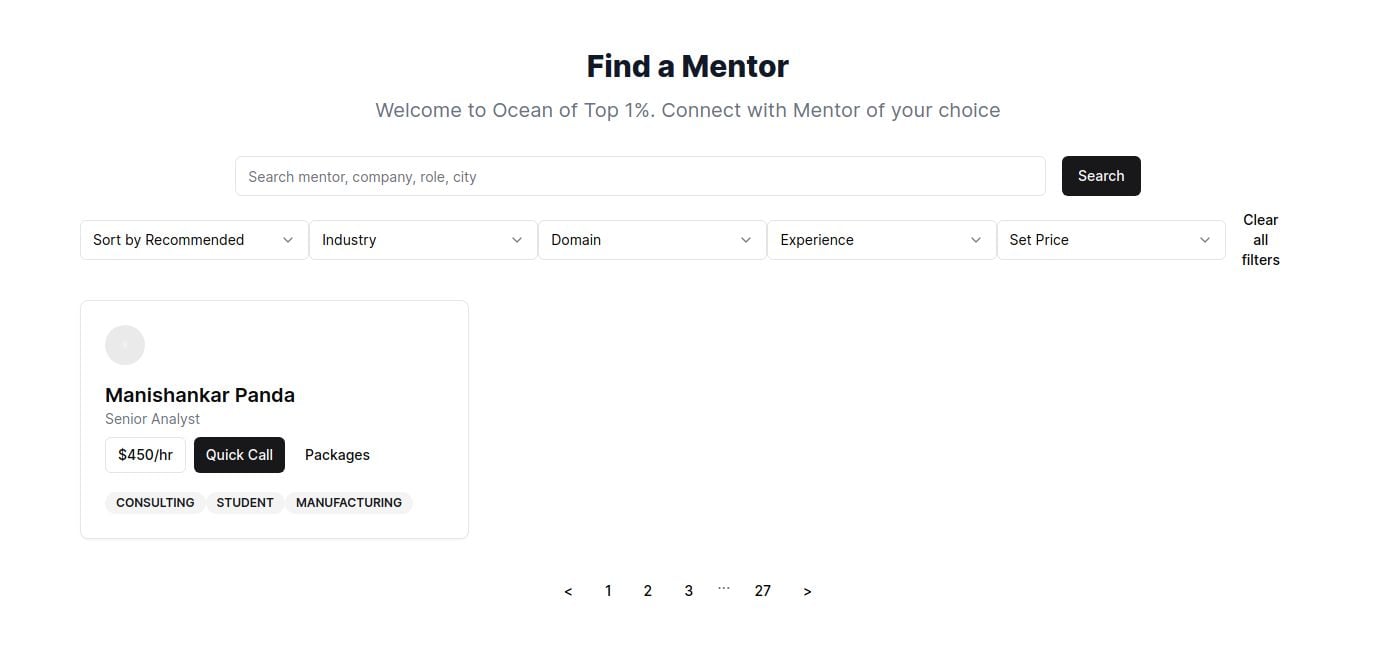 Find a Mentor
Welcome to Ocean of Top 1%. Connect with Mentor of your choice
Search mentor, company, role, city
Search
Sort by Recommended
Industry
Domain
Experience
Set Price
Clear
all
filters
Manishankar Panda
Senior Analyst
$450/hr
Quick Call
Packages
CONSULTING
STUDENT
MANUFACTURING
< 1 2 3 ... 27 >